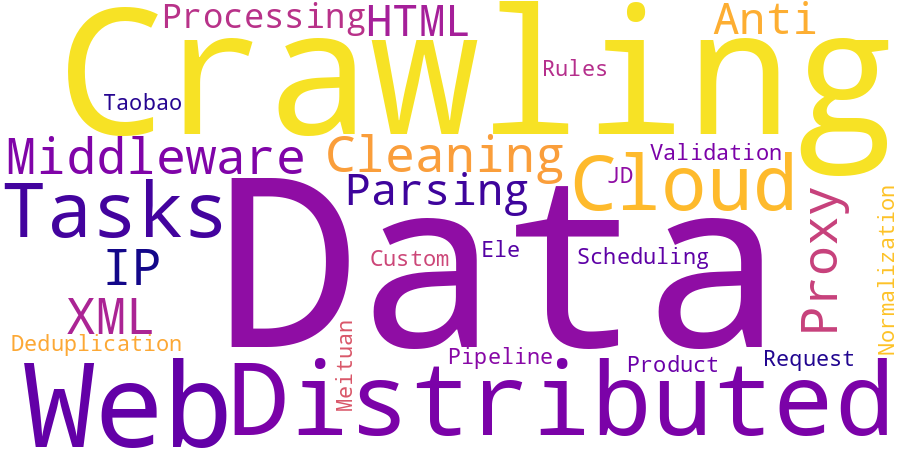 Processing
HTML
Anti
Crawling
Rules
Taobao
Middleware
Cleaning
Validation
Cloud
JD
Tasks
Parsing
Proxy
Normalization
Data
IP
Custom
Ele
Scheduling
XML
Deduplication
Meituan
Pipeline
Product
Request
Web
Distributed